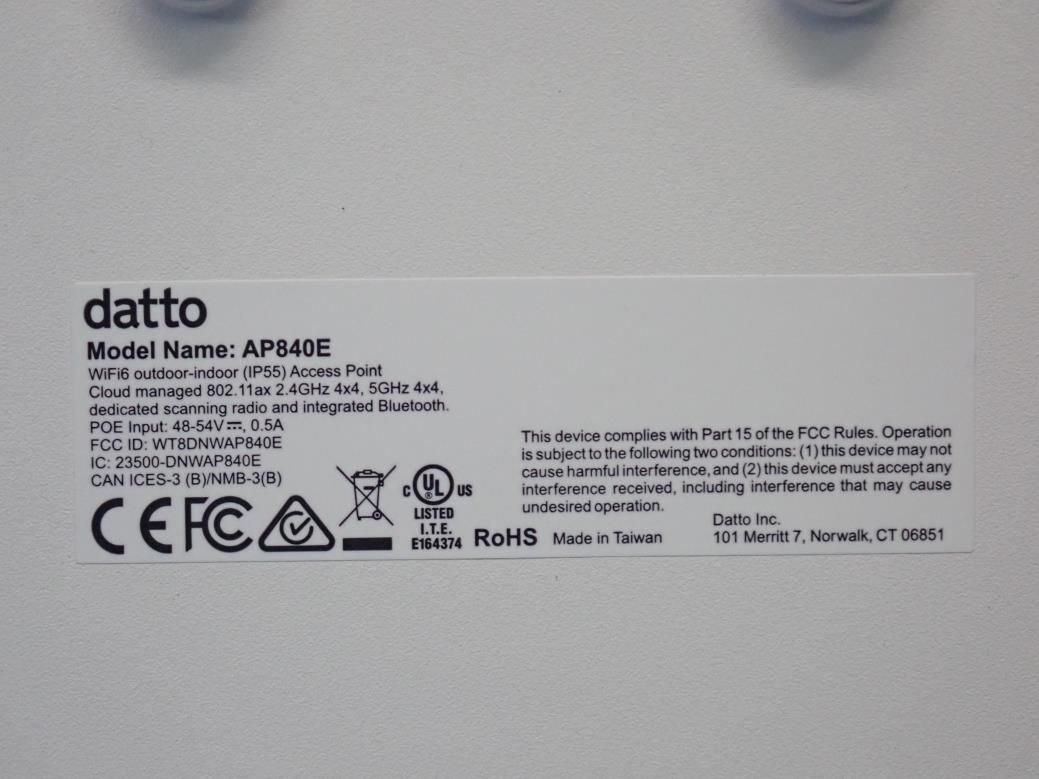 datto
Model Name: AP840E
WiFi6 outdoor-indoor (IP55) Access Point
Cloud managed 802.11ax 2.4GHz 4x4, 5GHz 4x4,
dedicated scanning radio and integrated Bluetooth.
POE Input: 48-54V⎓, 0.5A
FCC ID: WT8DNWAP840E
IC: 23500-DNWAP840E
CAN ICES-3 (B)/NMB-3(B)
CE FC
C UL ® US
LISTED
I.T.E.
E164374
RoHS
Made in Taiwan
This device complies with Part 15 of the FCC Rules. Operation
is subject to the following two conditions: (1) this device may not
cause harmful interference, and (2) this device must accept any
interference received, including interference that may cause
undesired operation.
Datto Inc.
101 Merritt 7, Norwalk, CT 06851